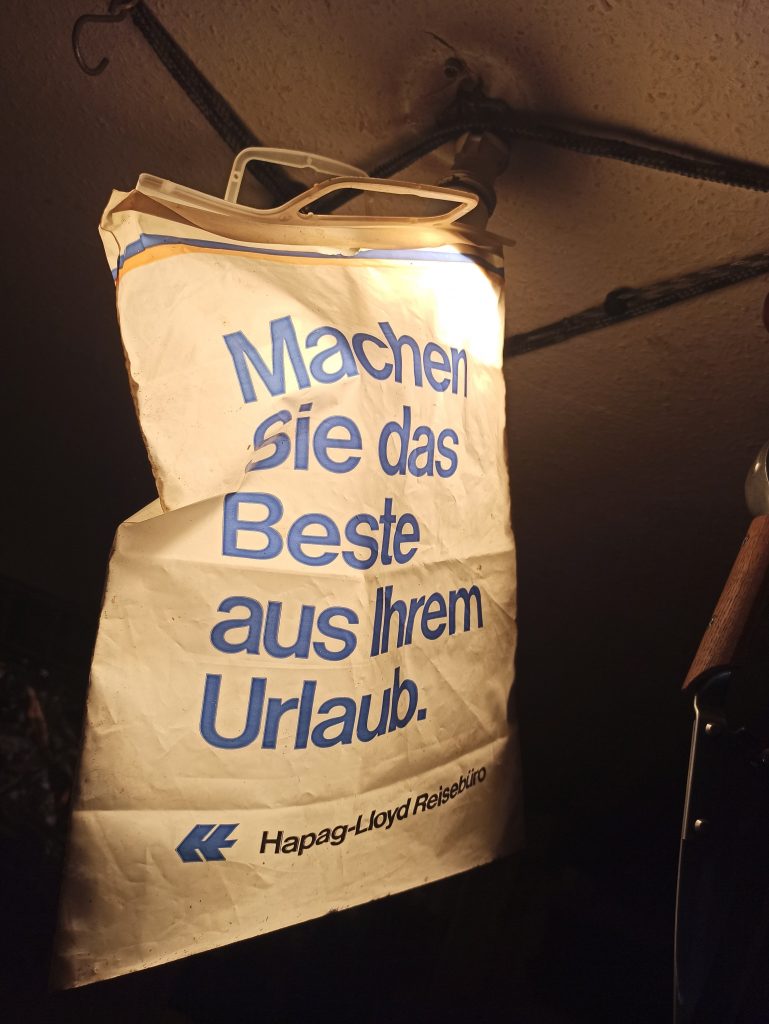 Machen
Sie das
Beste
aus Ihrem
Urlaub.
Hapag-Lloyd Reisebüro